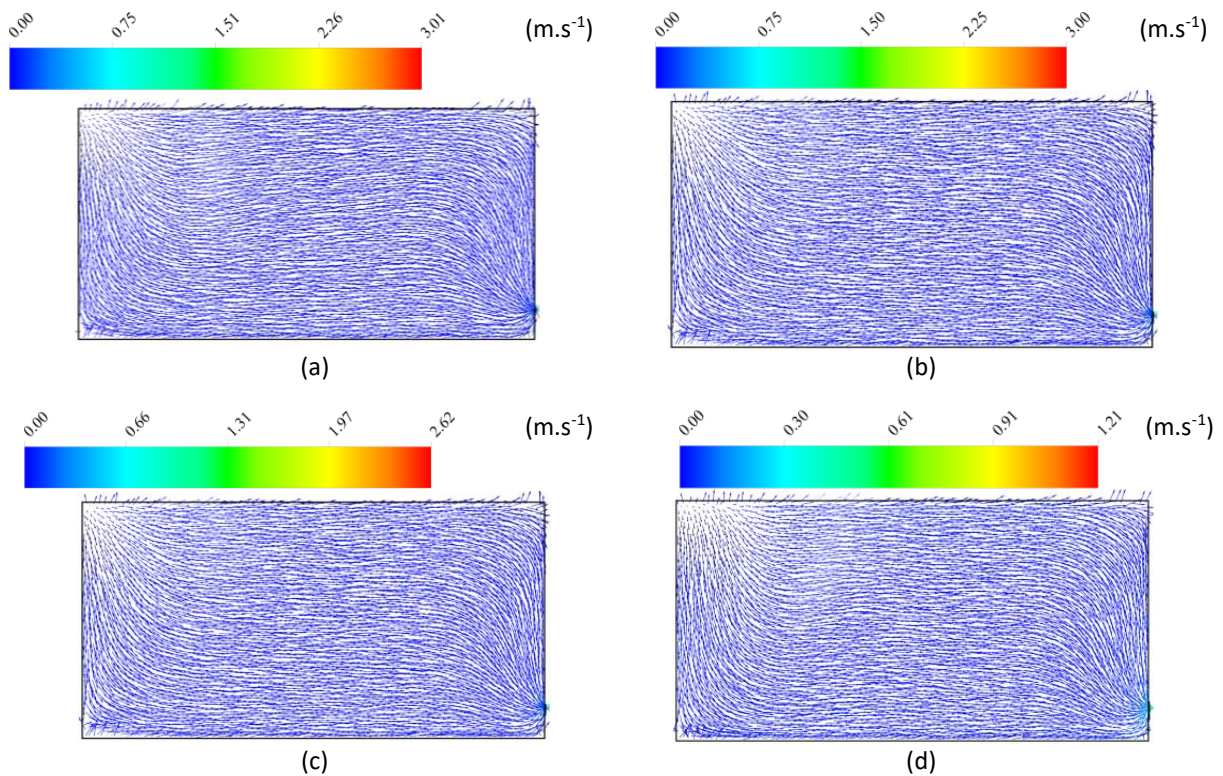 0.00 0.75 1.51 2.26 3.01 (m.s⁻¹)
0.00 0.75 1.50 2.25 3.00 (m.s⁻¹)
(a)
(b)
0.00 0.66 1.31 1.97 2.62 (m.s⁻¹)
0.00 0.30 0.61 0.91 1.21 (m.s⁻¹)
(c)
(d)